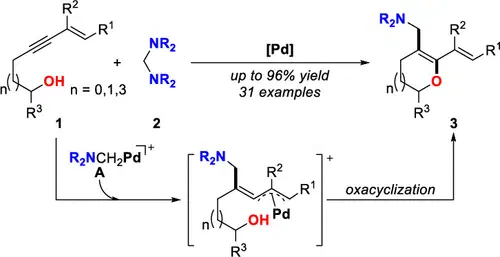 R²
R¹
n
OH
R³
n = 0,1,3
1
+
NR₂
NR₂
2
[Pd]
up to 96% yield
31 examples
NR₂
R²
R¹
n
O
R³
3
R₂NCH₂Pd⌉⁺
A
R₂N
R²
R¹
Pd
n
OH
R³
+
oxacyclization